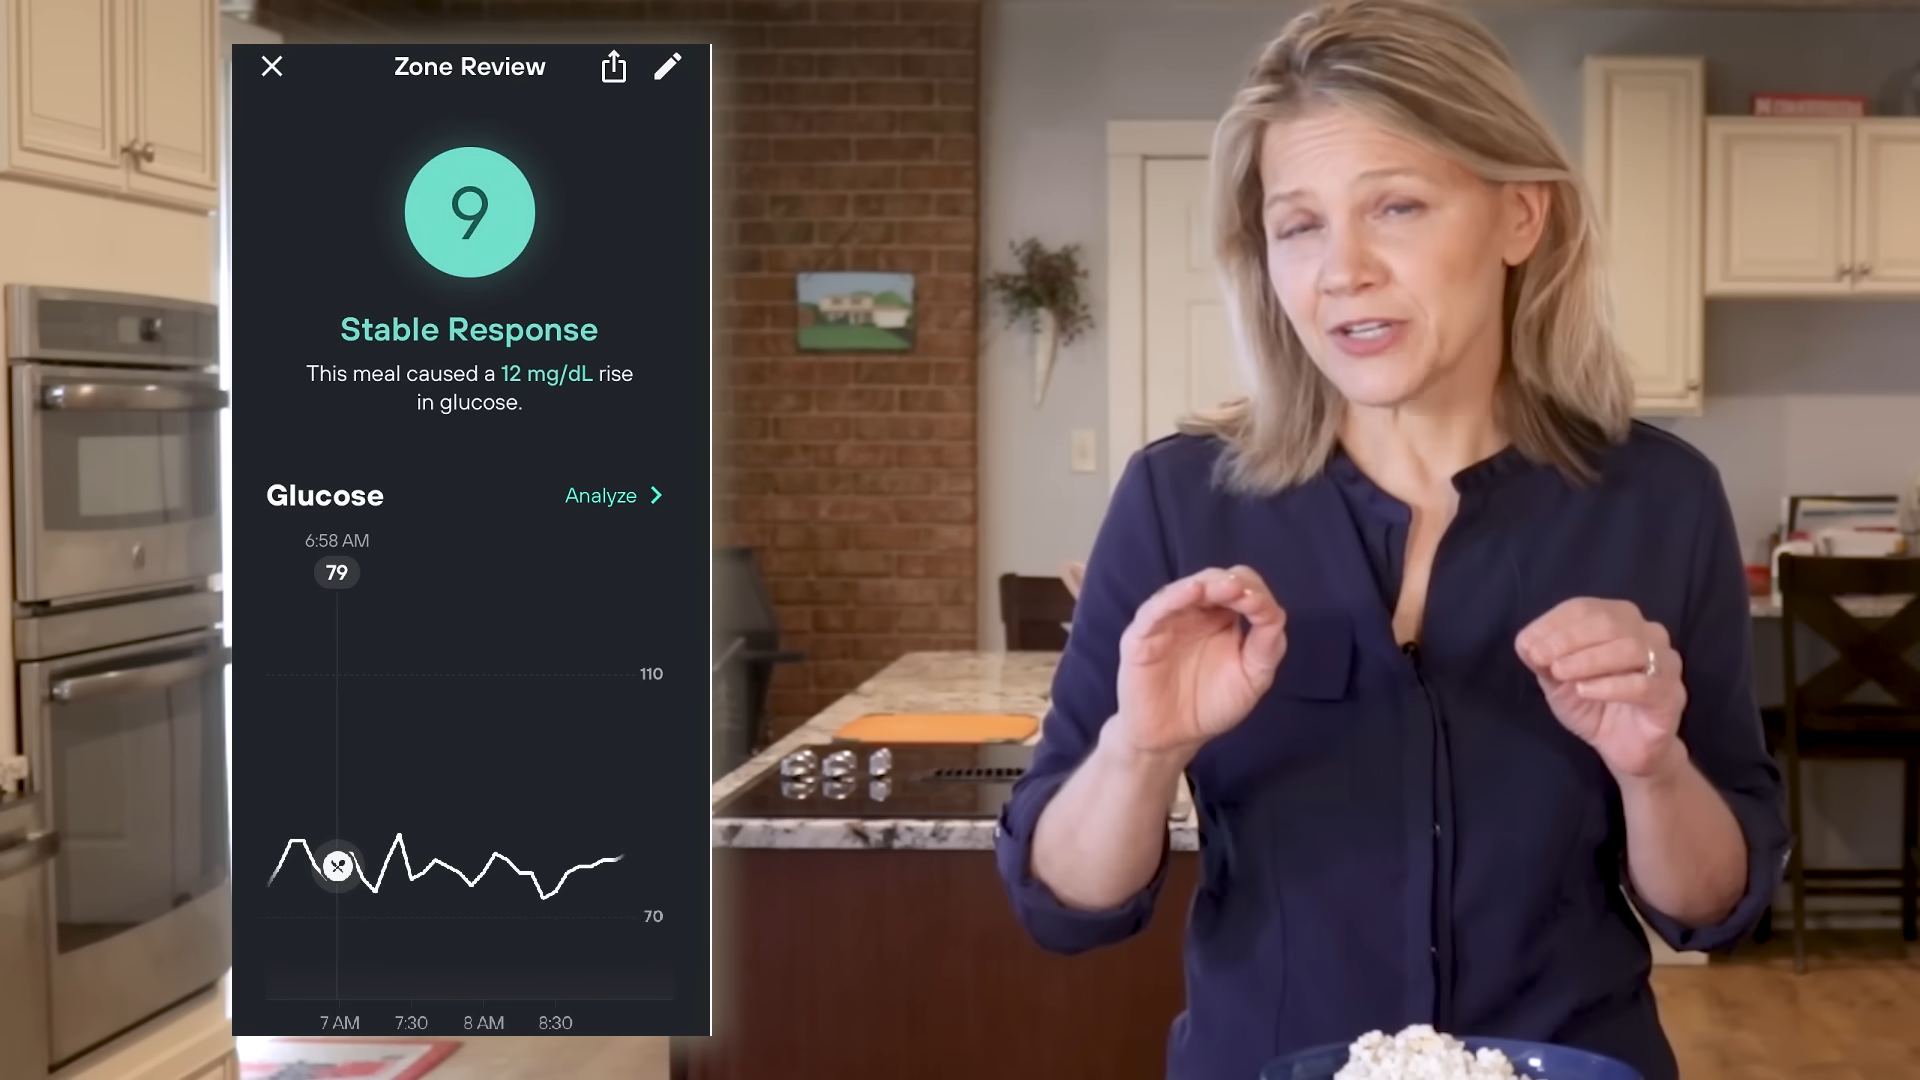 Zone Review
9
Stable Response
This meal caused a 12 mg/dL rise
in glucose.
Glucose
Analyze
6:58 AM
79
110
70
7 AM 7:30 8 AM 8:30